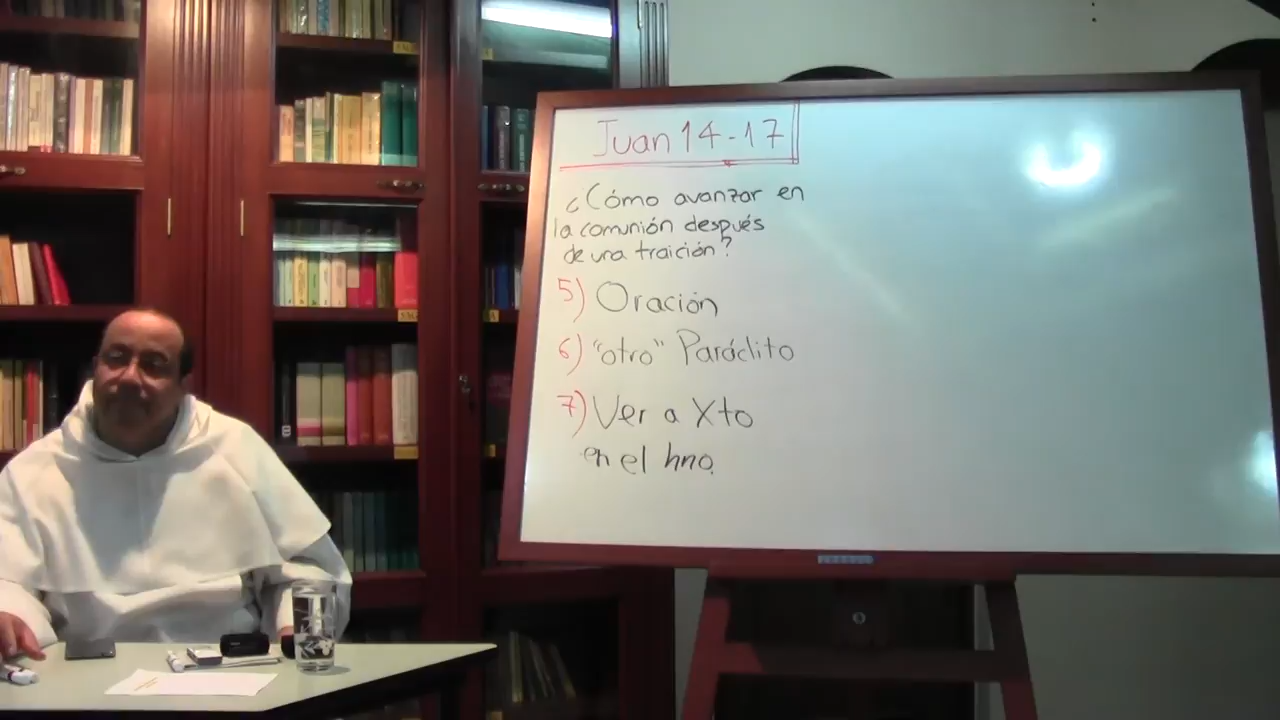 Juan 14-17
¿Cómo avanzar en
la comunión después
de una traición?
5) Oración
6) "otro" Paráclito
7) Ver a Xto
en el hno.